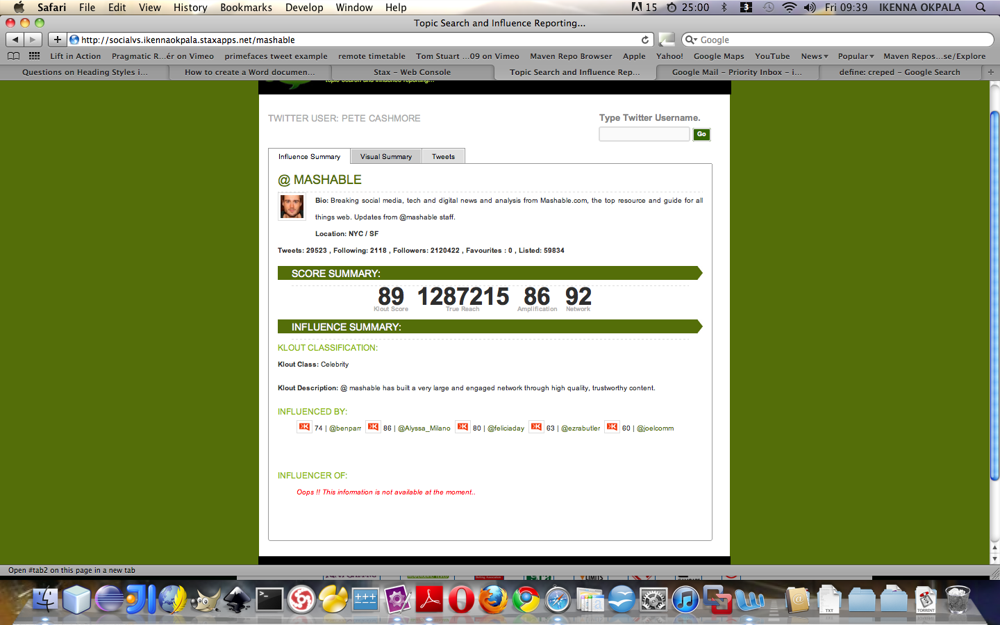 Safari File Edit View History Bookmarks Develop Window Help 15 25:00 3 Fri 09:39 IKENNA OKPALA
Topic Search and Influence Reporting...
http://socialvs.ikennaokpala.staxapps.net/mashable Google
Lift in Action Pragmatic R...ér on Vimeo primefaces tweet example remote timetable Tom Stuart ...09 on Vimeo Maven Repo Browser Apple Yahoo! Google Maps YouTube News Popular Maven Repos...se/Explore
Questions on Heading Styles i... How to create a Word documen... Stax – Web Console Topic Search and Influence Rep... Google Mail – Priority Inbox – i... define: creped – Google Search
Topic Search and Influence reporting...
TWITTER USER: PETE CASHMORE
Type Twitter Username.
Go
Influence Summary Visual Summary Tweets
@ MASHABLE
Bio: Breaking social media, tech and digital news and analysis from Mashable.com, the top resource and guide for all
things web. Updates from @mashable staff.
Location: NYC / SF
Tweets: 29523 , Following: 2118 , Followers: 2120422 , Favourites : 0 , Listed: 59834
SCORE SUMMARY:
89 1287215 86 92
Klout Score True Reach Amplification Network
INFLUENCE SUMMARY:
KLOUT CLASSIFICATION:
Klout Class: Celebrity
Klout Description: @ mashable has built a very large and engaged network through high quality, trustworthy content.
INFLUENCED BY:
74 | @benparr 86 | @Alyssa_Milano 80 | @feliciaday 63 | @ezrabutler 60 | @joelcomm
INFLUENCER OF:
Oops !! This information is not available at the moment..
Open #tab2 on this page in a new tab
TXT
TORRENT